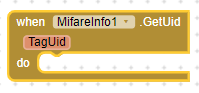 when MifareInfo1 .GetUid
TagUid
do